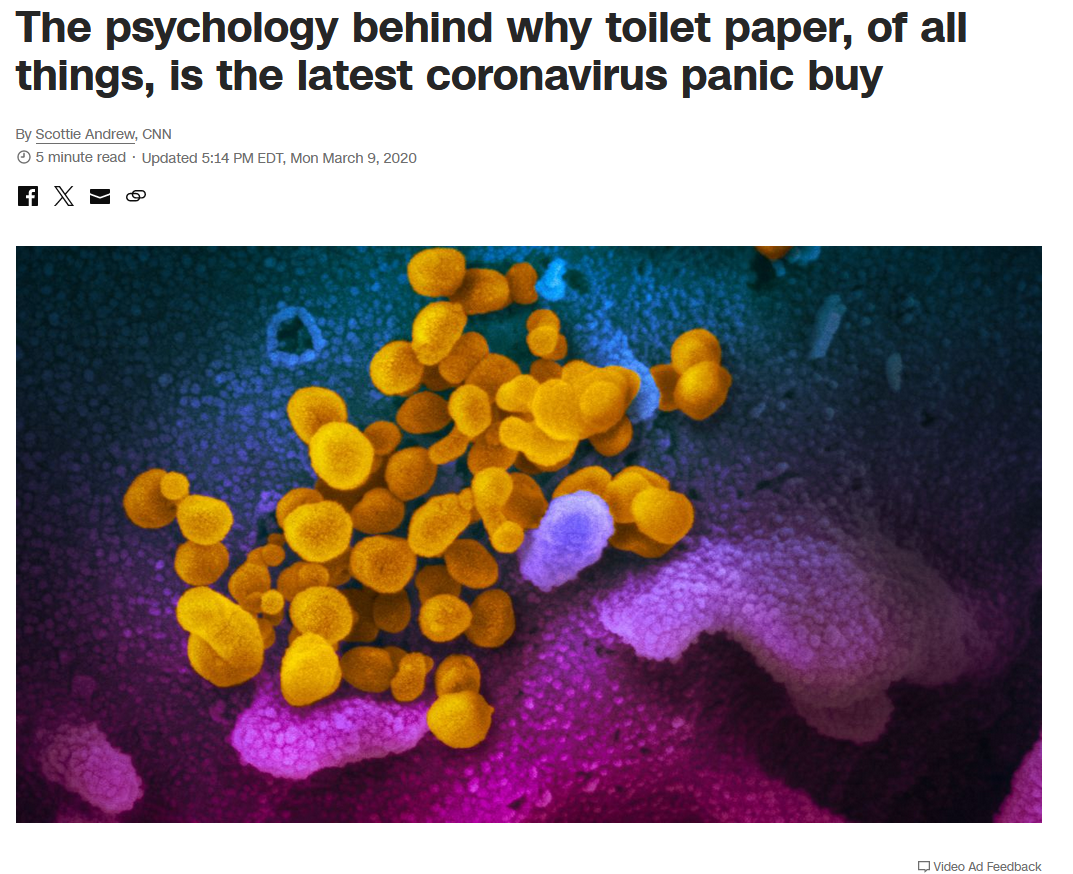 The psychology behind why toilet paper, of all
things, is the latest coronavirus panic buy
By Scottie Andrew, CNN
5 minute read · Updated 5:14 PM EDT, Mon March 9, 2020
Video Ad Feedback